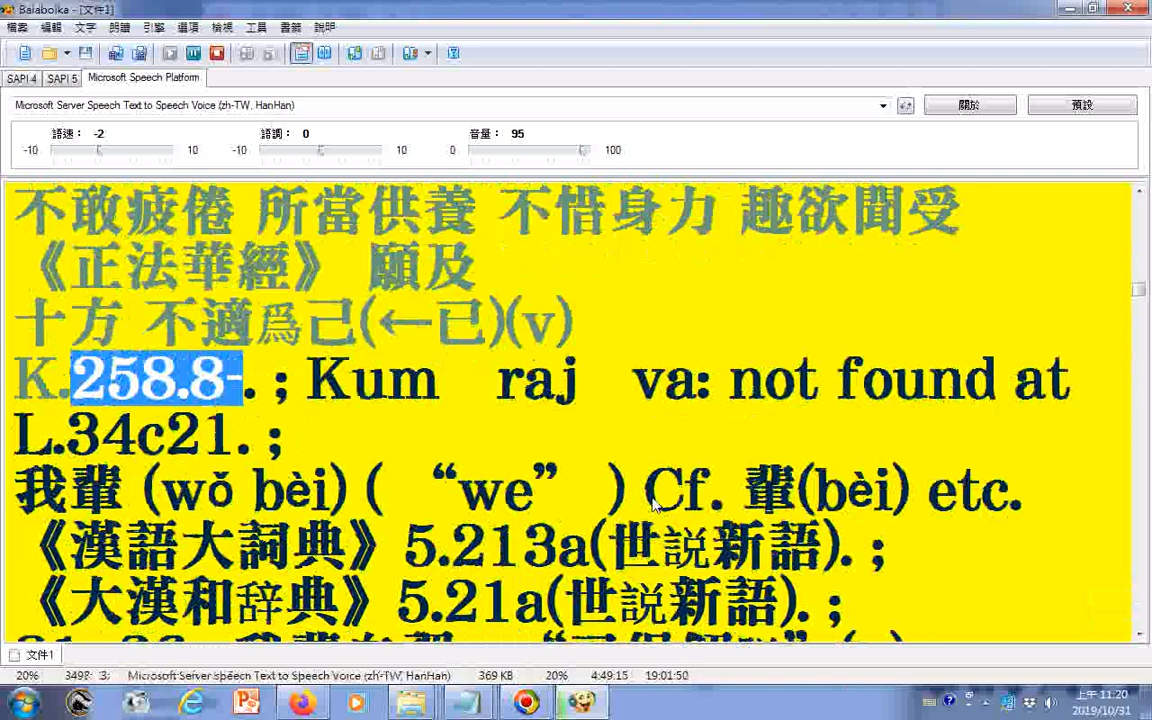 Balabolka - [文件1]
檔案 編輯 文字 朗讀 引擎 選項 檢視 工具 書籤 說明
SAPI 4 SAPI 5 Microsoft Speech Platform
Microsoft Server Speech Text to Speech Voice (zh-TW, HanHan) 關於 預設
語速： -2 語調： 0 音量： 95
-10 10 -10 10 0 100
不敢疲倦 所當供養 不惜身力 趣欲聞受
《正法華經》 願及
十方 不適爲己(←已)(v)
K.258.8-. ; Kum raj va: not found at
L.34c21. ;
我輩 (wǒ bèi) ( “we” ) Cf. 輩(bèi) etc.
《漢語大詞典》 5.213a(世説新語). ;
《大漢和辞典》 5.21a(世説新語). ;
文件1
20% Microsoft Server Speech Text to Speech Voice (zh-TW, HanHan) 369 KB 20% 4:49:15 19:01:50
上午 11:20
2019/10/31